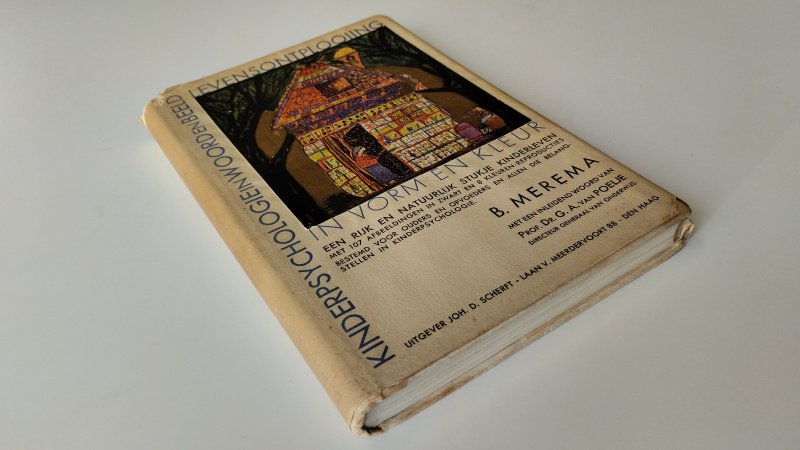 LEVENSONTPLOOIING
IN VORM EN KLEUR
KINDERPSYCHOLOGIE IN WOORD EN BEELD
EEN RIJK EN NATUURLIJK STUKJE KINDERLEVEN
MET 107 AFBEELDINGEN IN ZWART EN 8 KLEUREN REPRODUCTIES
BESTEMD VOOR OUDERS EN OPVOEDERS EN ALLEN DIE BELANG-
STELLEN IN KINDERPSYCHOLOGIE.
B. MEREMA
MET EEN INLEIDEND WOORD VAN
PROF. DR. G. A. VAN POELJE
DIRECTEUR GENERAAL VAN ONDERWIJS
UITGEVER JOH. D. SCHERFT - LAAN V. MEERDERVOORT 88 - DEN HAAG